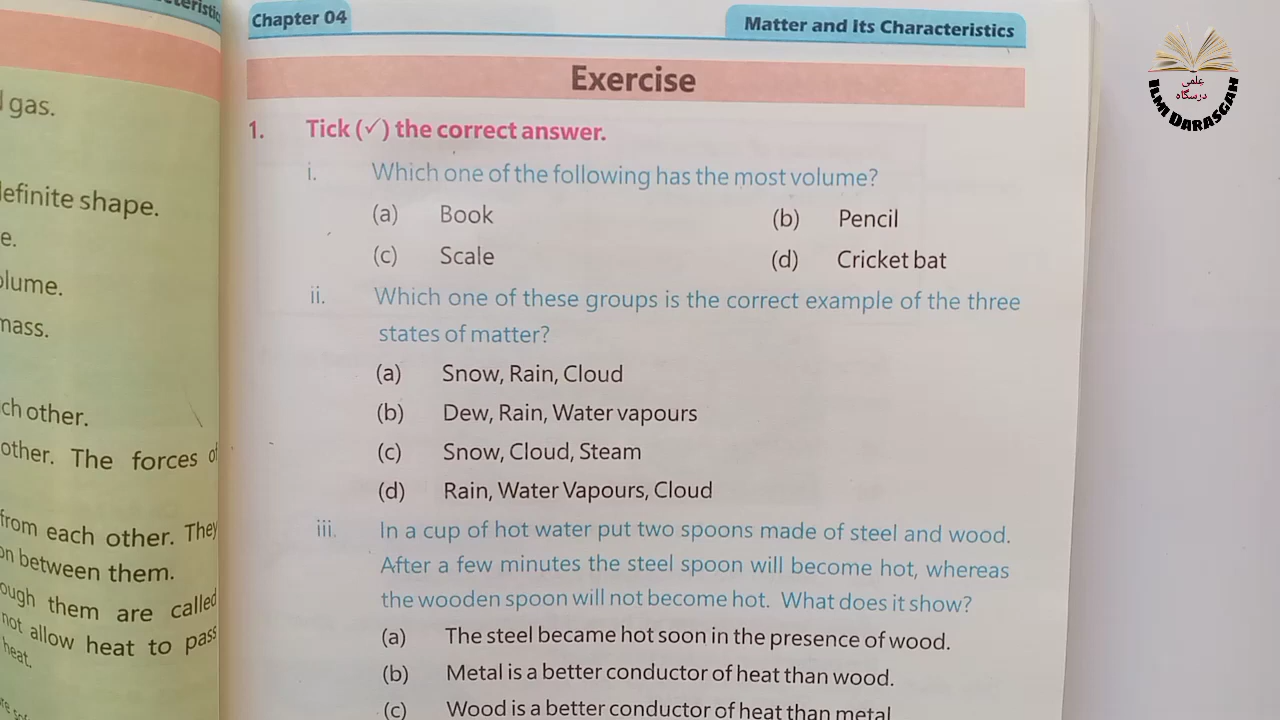 Chapter 04
Matter and Its Characteristics
Exercise
1. Tick (✓) the correct answer.
i. Which one of the following has the most volume?
(a) Book (b) Pencil
(c) Scale (d) Cricket bat
ii. Which one of these groups is the correct example of the three
states of matter?
(a) Snow, Rain, Cloud
(b) Dew, Rain, Water vapours
(c) Snow, Cloud, Steam
(d) Rain, Water Vapours, Cloud
iii. In a cup of hot water put two spoons made of steel and wood.
After a few minutes the steel spoon will become hot, whereas
the wooden spoon will not become hot. What does it show?
(a) The steel became hot soon in the presence of wood.
(b) Metal is a better conductor of heat than wood.
(c) Wood is a better conductor of heat than metal
gas.
definite shape.
mass.
other.
other. The forces of
from each other. They
between them.
them are called
not allow heat to pass
heat.
علمی
درسگاه
ILMI DARASGAH